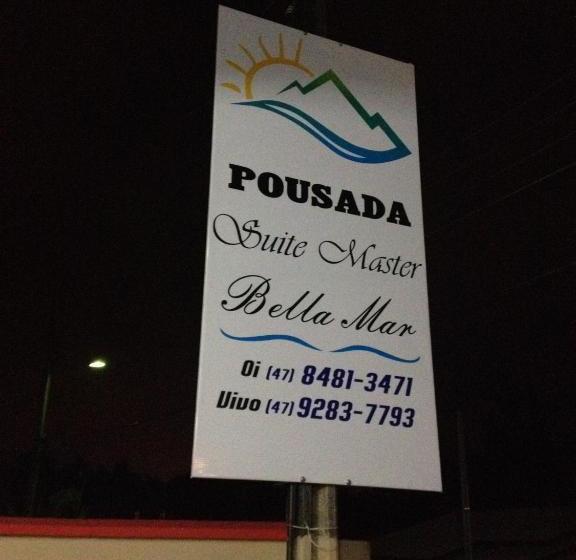 POUSADA
Suite Master
Bella Mar
Oi (47) 8481-3471
Vivo (47) 9283-7793